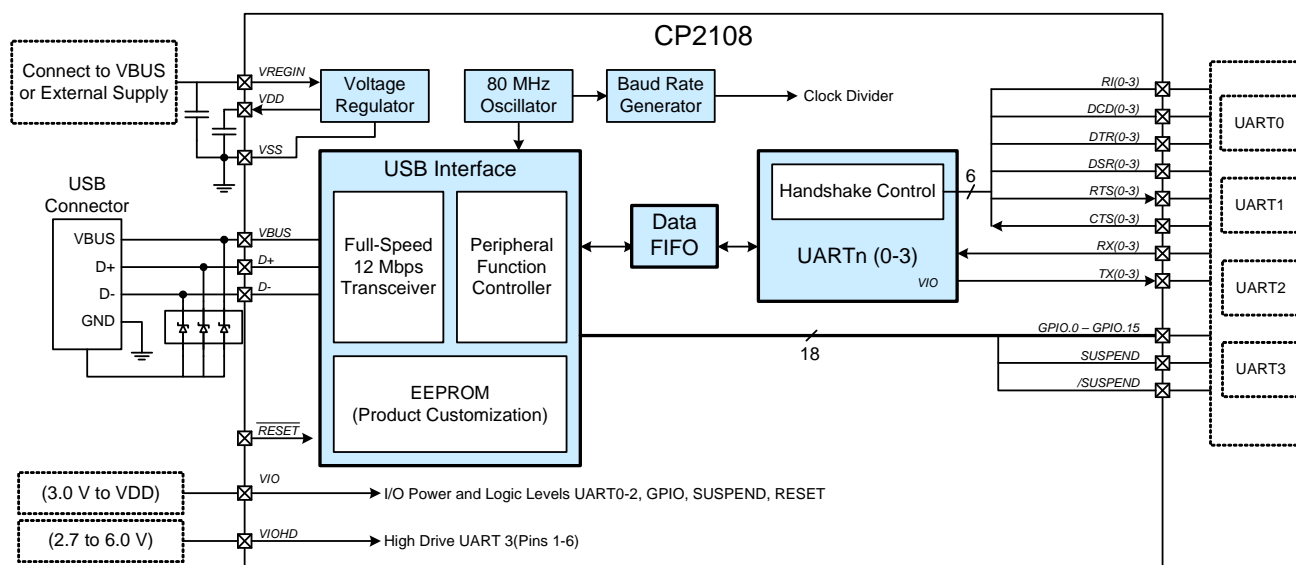 CP2108
Connect to VBUS
or External Supply
VREGIN
VDD
VSS
Voltage
Regulator
80 MHz
Oscillator
Baud Rate
Generator
Clock Divider
USB
Connector
VBUS
D+
D-
GND
VBUS
D+
D-
USB Interface
Full-Speed
12 Mbps
Transceiver
Peripheral
Function
Controller
EEPROM
(Product Customization)
RESET
Data
FIFO
Handshake Control
UARTn (0-3)
VIO
6
RI(0-3)
DCD(0-3)
DTR(0-3)
DSR(0-3)
RTS(0-3)
CTS(0-3)
RX(0-3)
TX(0-3)
18
GPIO.0 – GPIO.15
SUSPEND
/SUSPEND
UART0
UART1
UART2
UART3
(3.0 V to VDD)
VIO
I/O Power and Logic Levels UART0-2, GPIO, SUSPEND, RESET
(2.7 to 6.0 V)
VIOHD
High Drive UART 3(Pins 1-6)